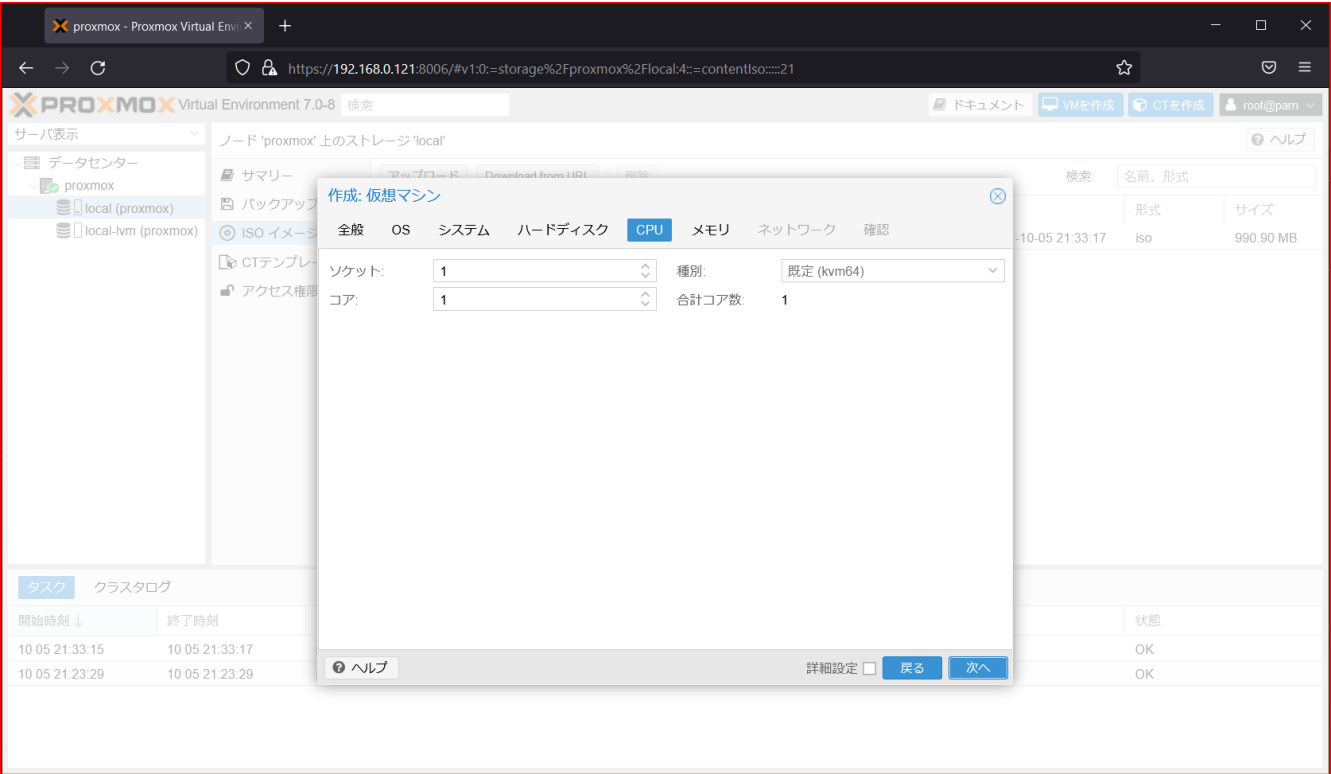 proxmox - Proxmox Virtual Envi
https://192.168.0.121:8006/#v1:0:=storage%2Fproxmox%2Flocal:4::=contentIso:::::21
PROXMOX Virtual Environment 7.0-8 検索 ドキュメント VMを作成 CTを作成 root@pam
サーバ表示
ノード 'proxmox' 上のストレージ 'local' ヘルプ
データセンター
proxmox
local (proxmox)
local-lvm (proxmox)
サマリー
バックアップ
ISO イメージ
CTテンプレー
アクセス権限
アップロード Download from URL 削除 検索: 名前、形式
形式 サイズ
-10-05 21:33:17 iso 990.90 MB
作成: 仮想マシン
全般 OS システム ハードディスク CPU メモリ ネットワーク 確認
ソケット: 1 種別: 既定 (kvm64)
コア: 1 合計コア数: 1
ヘルプ 詳細設定 戻る 次へ
タスク クラスタログ
開始時刻 終了時刻 状態
10 05 21:33:15 10 05 21:33:17 OK
10 05 21:23:29 10 05 21:23:29 OK